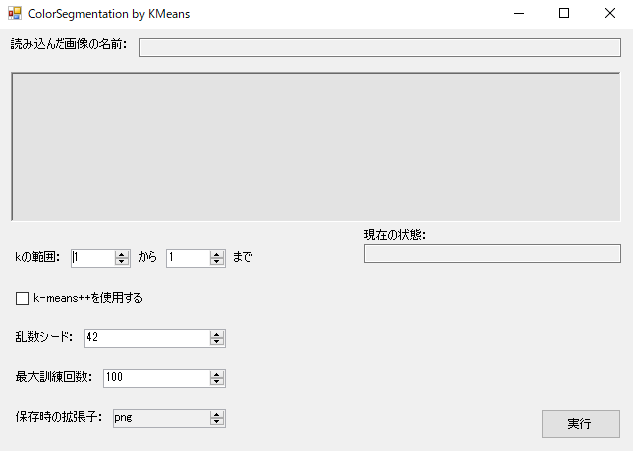 ColorSegmentation by KMeans
読み込んだ画像の名前:
現在の状態:
kの範囲: 1 から 1 まで
k-means++を使用する
乱数シード: 42
最大訓練回数: 100
保存時の拡張子: png
実行